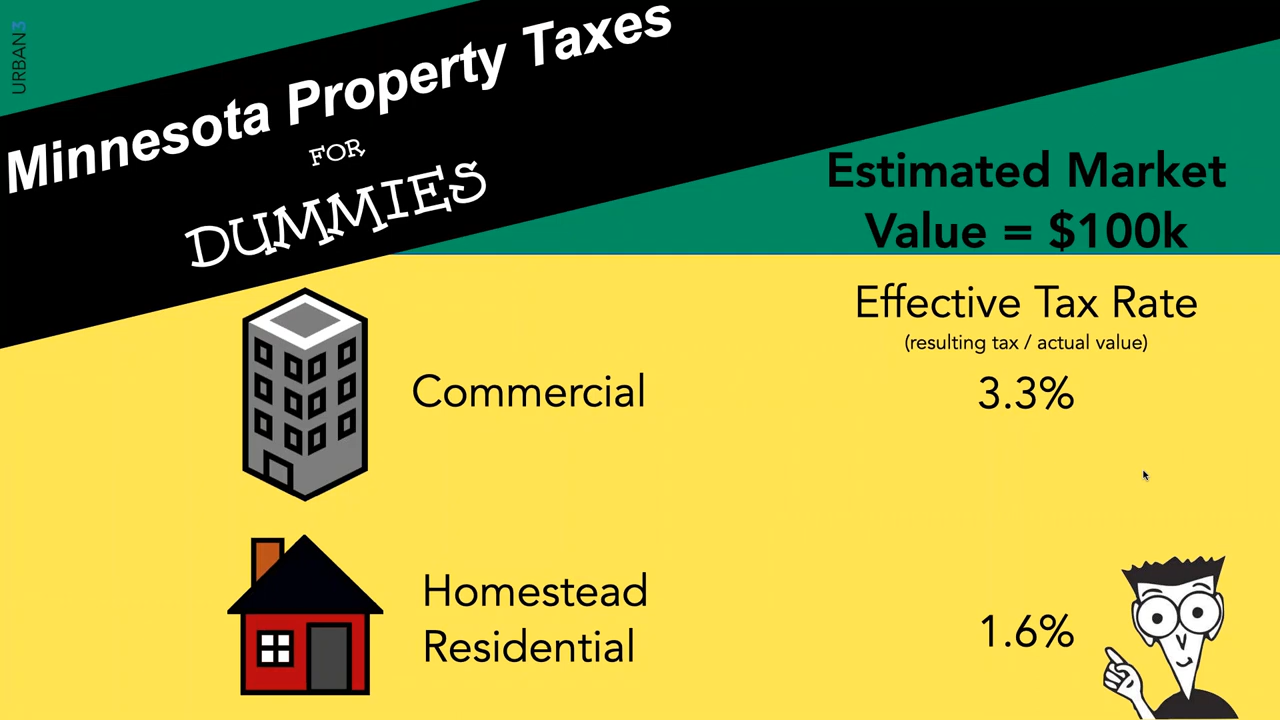 URBAN3
Minnesota Property Taxes
FOR
DUMMIES
Estimated Market
Value = $100k
Effective Tax Rate
(resulting tax / actual value)
Commercial
3.3%
Homestead
Residential
1.6%